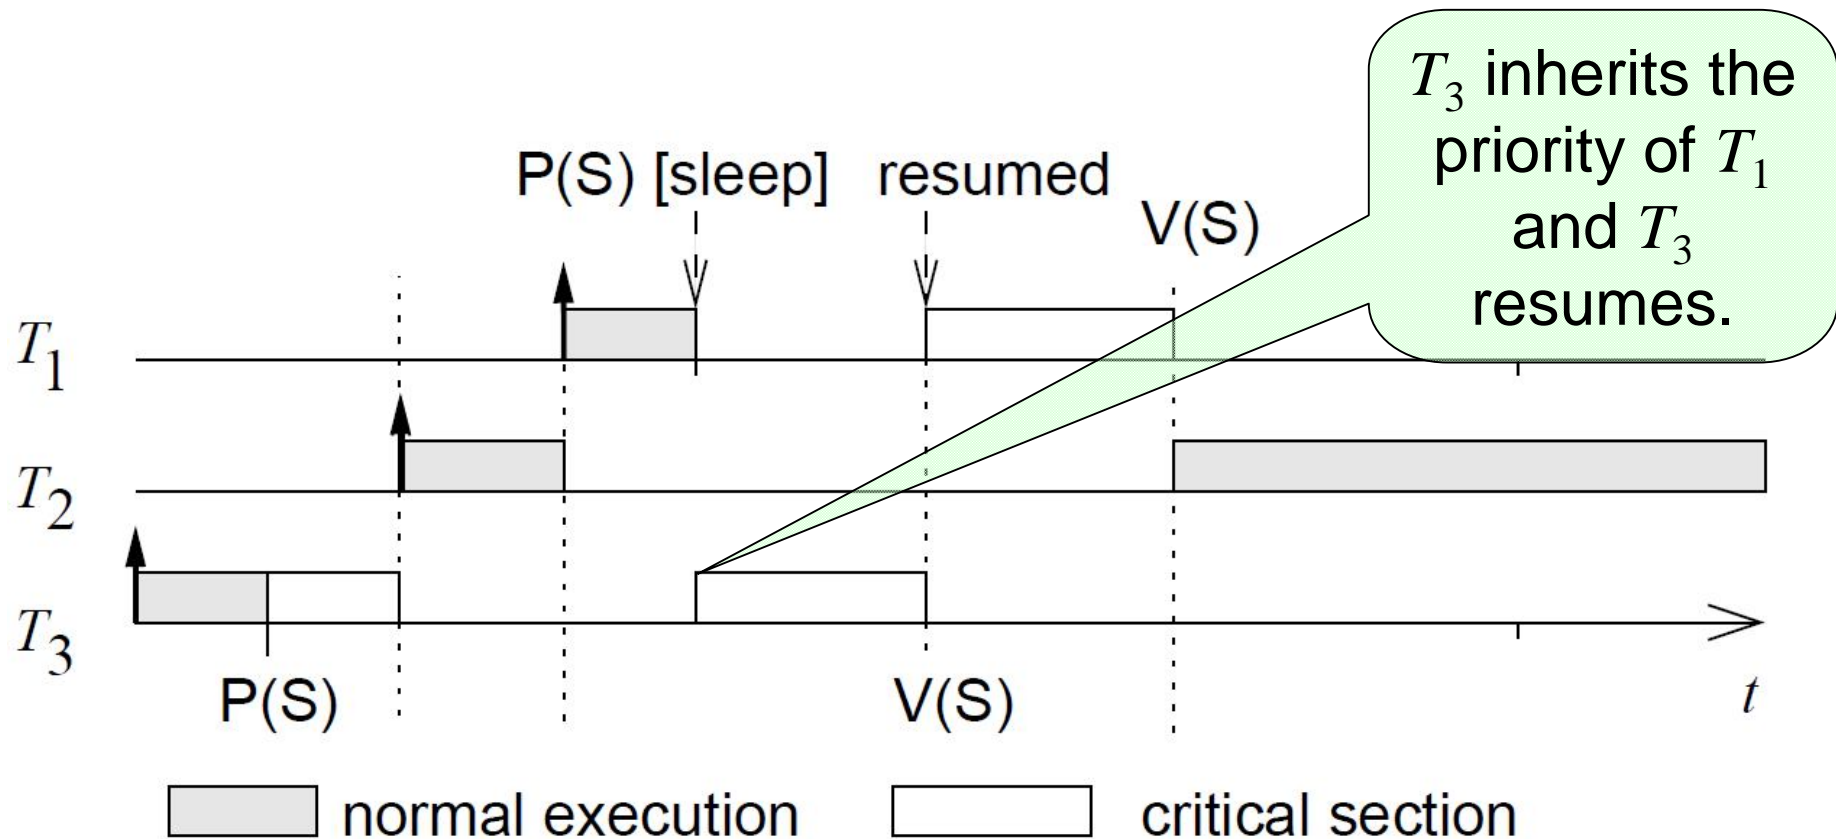 T3 inherits the
priority of T1
and T3
resumes.
P(S) [sleep] resumed
V(S)
T1
T2
T3
P(S)
V(S)
t
normal execution
critical section